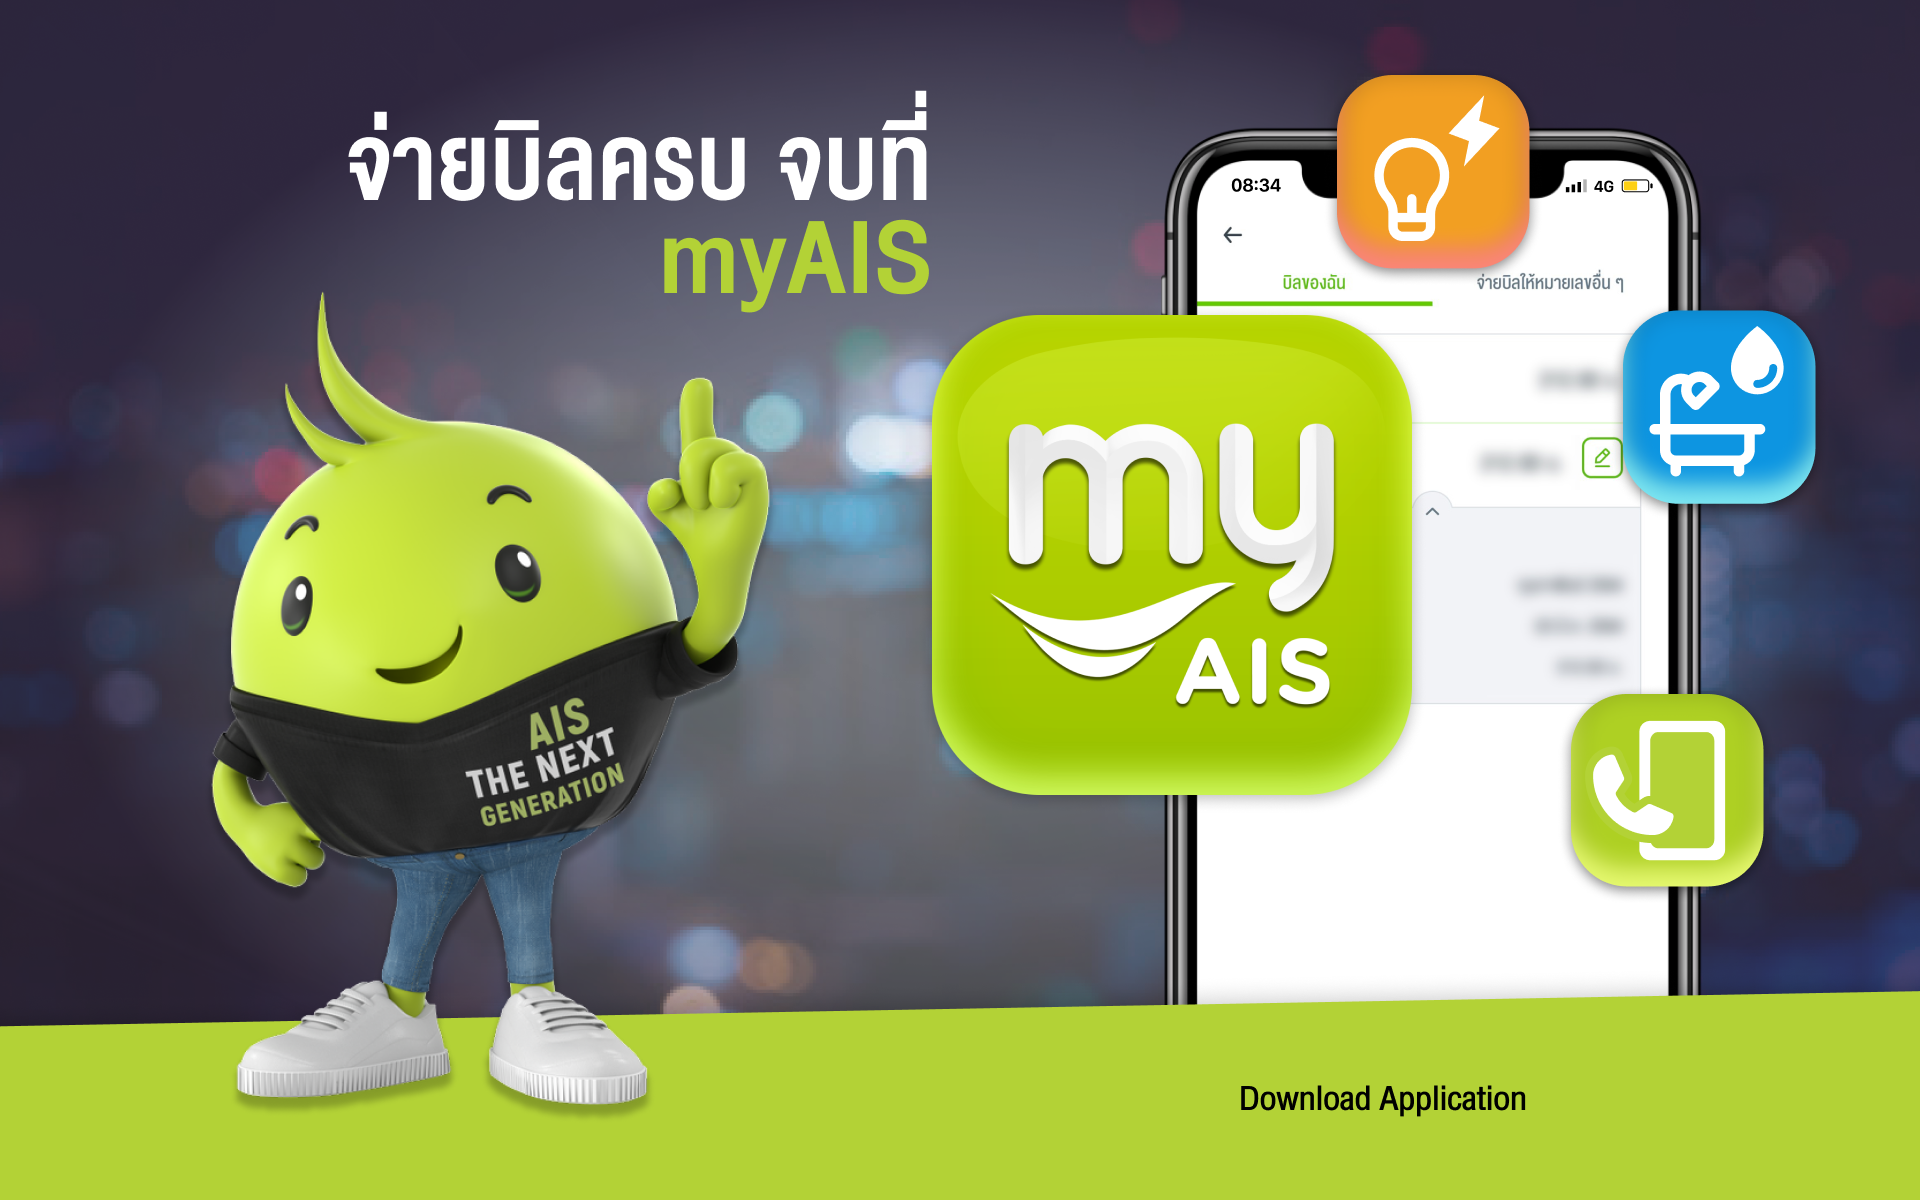 จ่ายบิลครบ จบที่
myAIS
08:34
4G
บิลของฉัน
จ่ายบิลให้หมายเลขอื่น ๆ
my
AIS
AIS
THE NEXT
GENERATION
Download Application